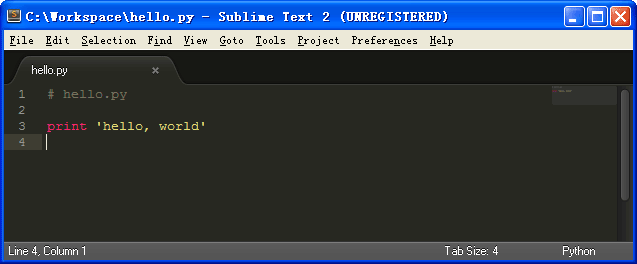 C:\Workspace\hello.py - Sublime Text 2 (UNREGISTERED)
File Edit Selection Find View Goto Tools Project Preferences Help
hello.py ×
1 # hello.py
2
3 print 'hello, world'
4
Line 4, Column 1 Tab Size: 4 Python